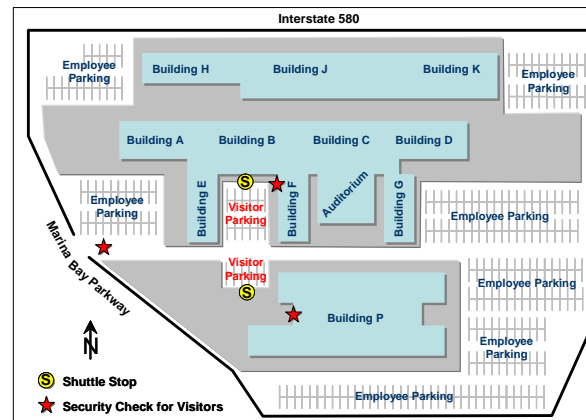 Interstate 580
Employee
Parking
Building H
Building J
Building K
Employee
Parking
Building A
Building B
Building C
Building D
S
Employee
Parking
Building E
Visitor
Parking
Building F
Auditorium
Building G
Employee Parking
Marina Bay Parkway
Visitor
Parking
S
Employee Parking
Building P
Employee
Parking
N
S Shuttle Stop
Security Check for Visitors
Employee Parking